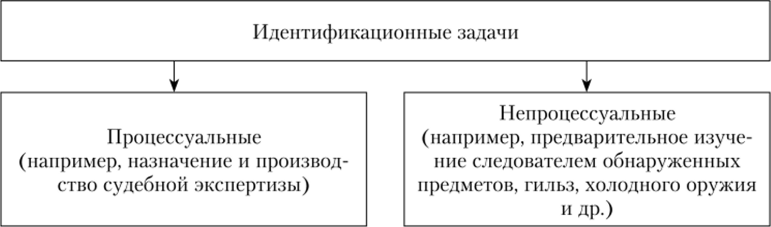 Идентификационные задачи
Процессуальные
(например, назначение и производ-
ство судебной экспертизы)
Непроцессуальные
(например, предварительное изуче-
ние следователем обнаруженных
предметов, гильз, холодного оружия
и др.)